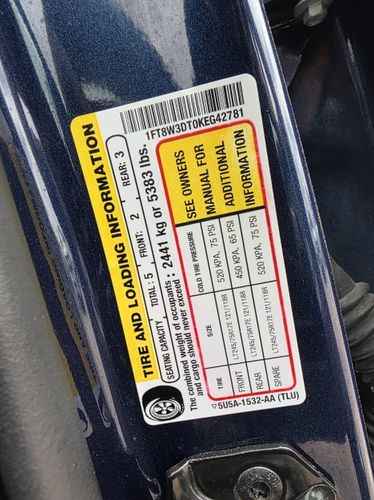 1FT8W3DT0KEG42781
TIRE AND LOADING INFORMATION
SEATING CAPACITY TOTAL: 5 FRONT: 2 REAR: 3
The combined weight of occupants and cargo should never exceed : 2441 kg or 5383 lbs.
SIZE COLD TIRE PRESSURE
FRONT LT245/75R17E 121/118R 520 KPA, 75 PSI
REAR LT245/75R17E 121/118R 450 KPA, 65 PSI
SPARE LT245/75R17E 121/118R 520 KPA, 75 PSI
SEE OWNERS
MANUAL FOR
ADDITIONAL
INFORMATION
▽5U5A-1532-AA (TLU)